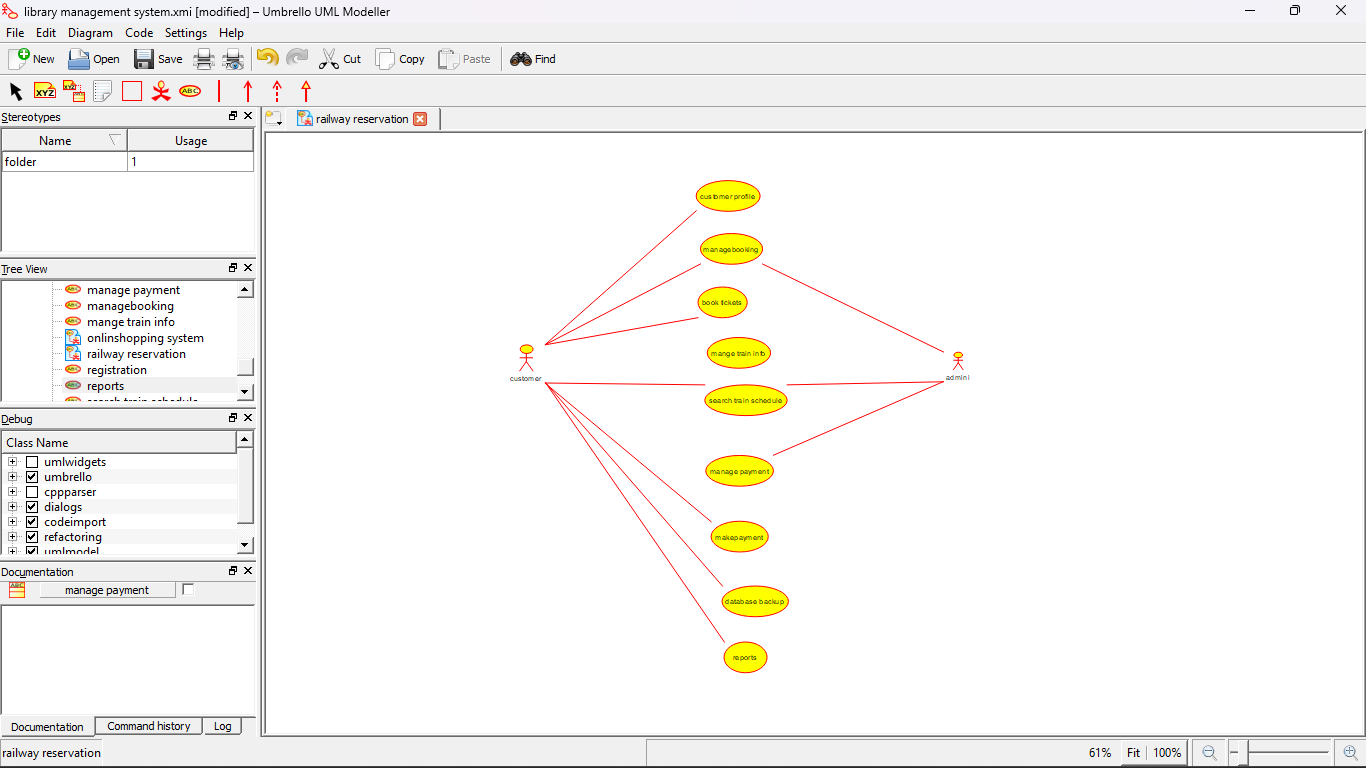 library management system.xmi [modified] – Umbrello UML Modeller
File Edit Diagram Code Settings Help
New Open Save Cut Copy Paste Find
XYZ XYZ ABC
Stereotypes
railway reservation
Name Usage
folder 1
Tree View
manage payment
managebooking
mange train info
onlinshopping system
railway reservation
registration
reports
search train schedule
Debug
Class Name
umlwidgets
umbrello
cppparser
dialogs
codeimport
refactoring
umlmodel
Documentation
manage payment
Documentation Command history Log
customer profile
managebooking
book tickets
mange train info
customer
admini
search train schedule
manage payment
makepayment
database backup
reports
railway reservation
61% Fit 100%